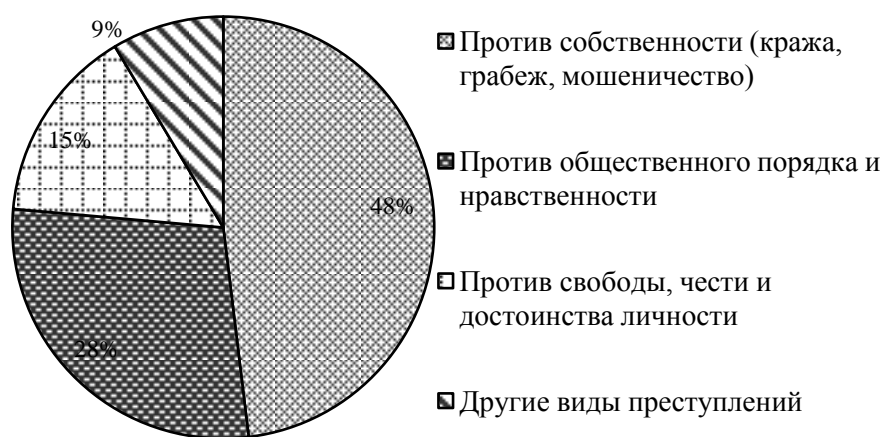 9%
15%
48%
28%
Против собственности (кража,
грабеж, мошеничество)
Против общественного порядка и
нравственности
Против свободы, чести и
достоинства личности
Другие виды преступлений